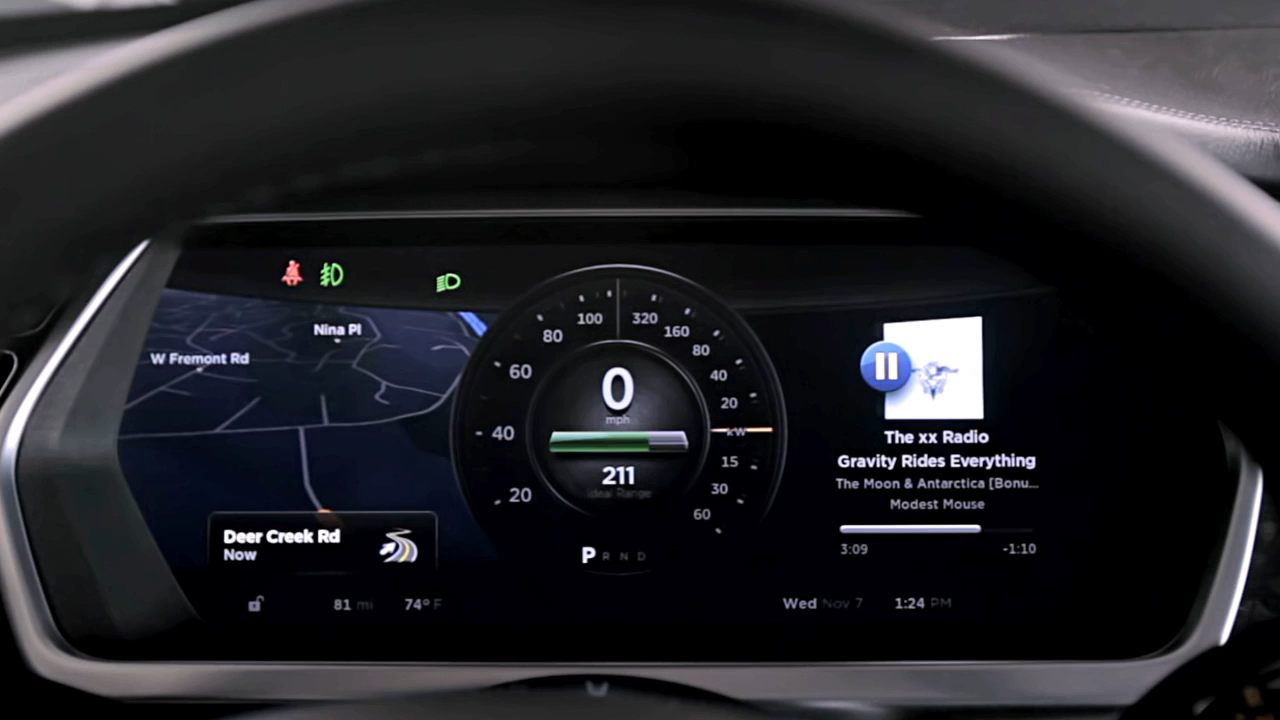 Nina Pl
W Fremont Rd
Deer Creek Rd
Now
81 mi
74° F
100
80
60
40
20
320
160
80
40
20
kW
15
30
60
0
mph
211
Ideal Range
P R N D
The xx Radio
Gravity Rides Everything
The Moon & Antarctica [Bonu...
Modest Mouse
3:09
-1:10
Wed Nov 7
1:24 PM